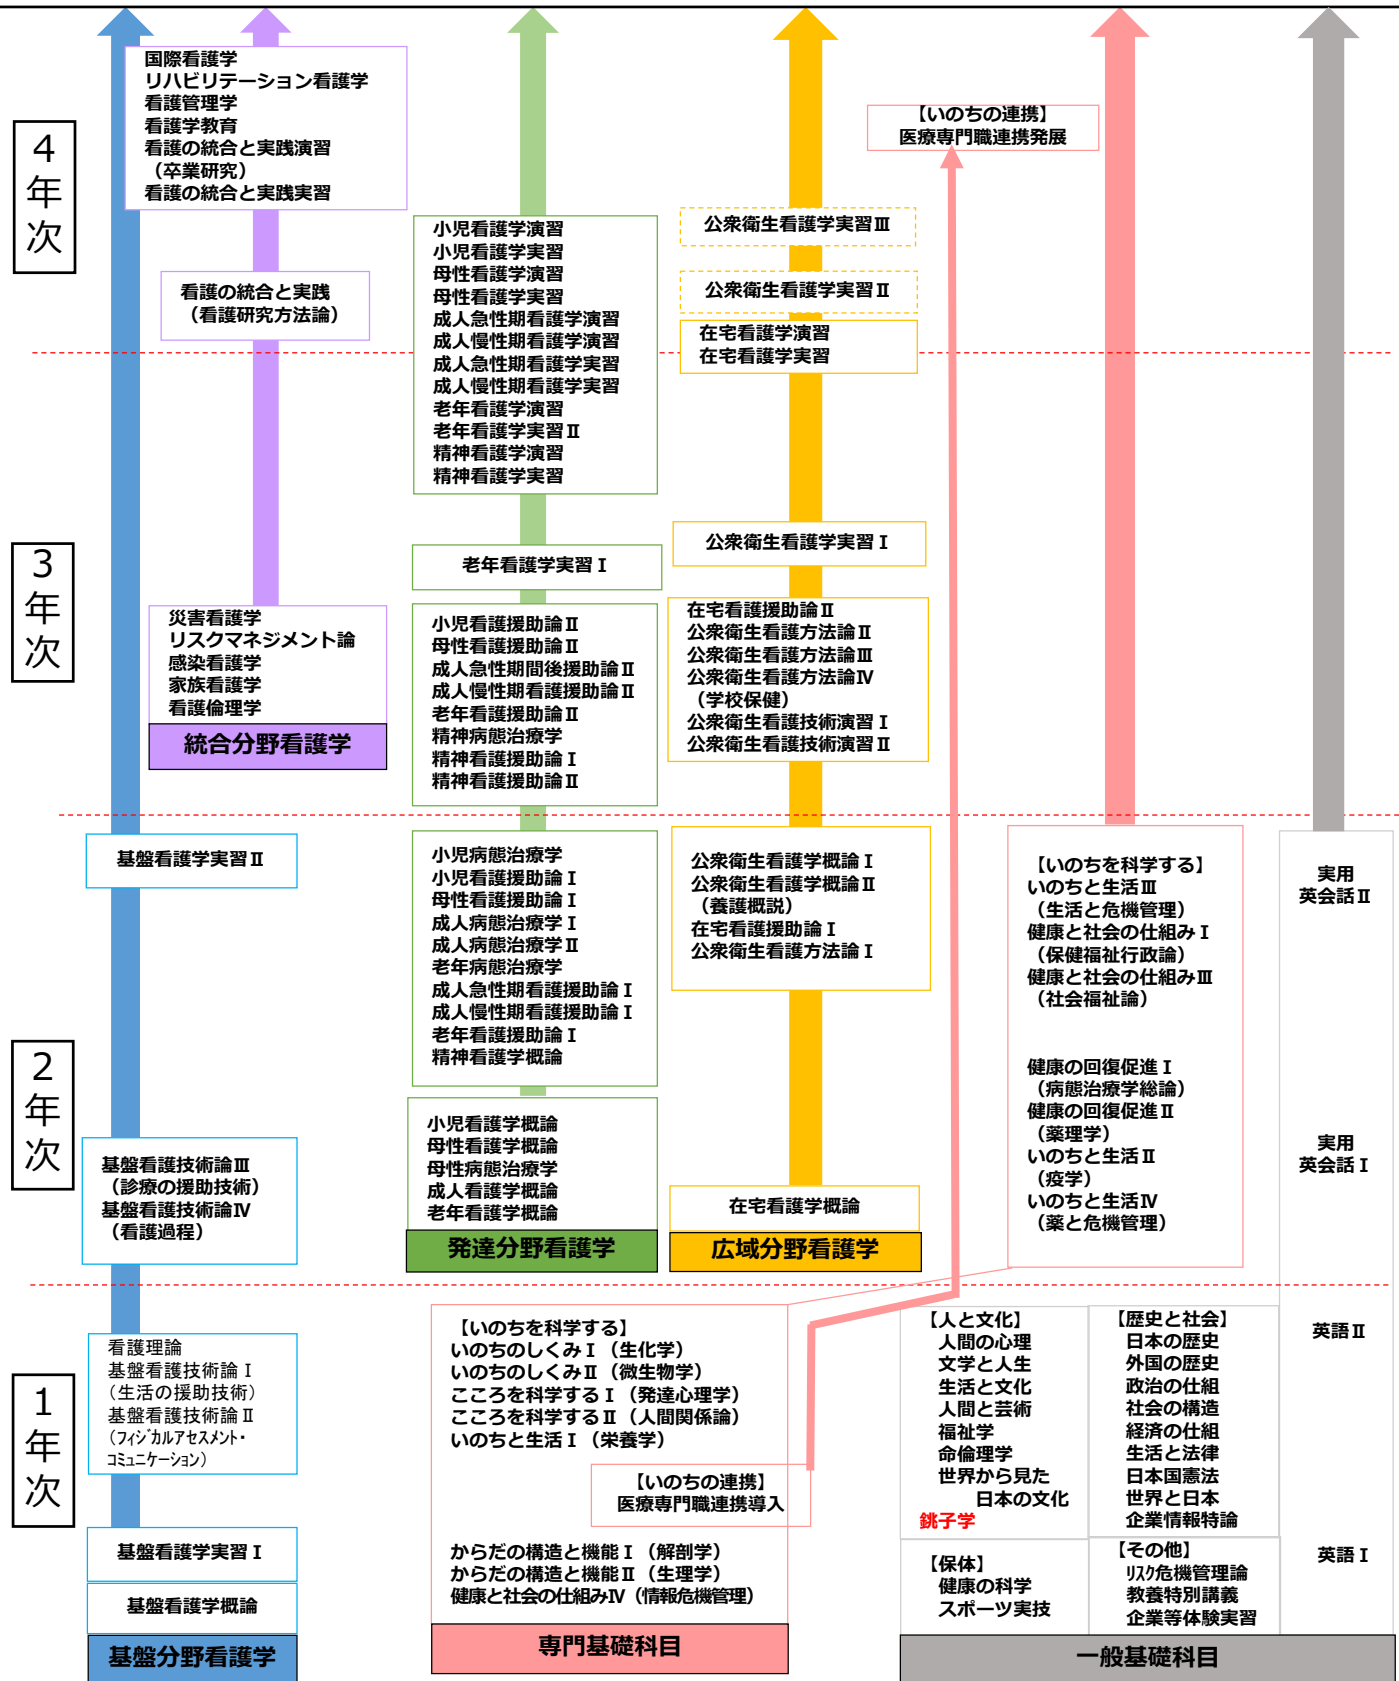 4
年
次
国際看護学
リハビリテーション看護学
看護管理学
看護学教育
看護の統合と実践演習
（卒業研究）
看護の統合と実践実習
看護の統合と実践
（看護研究方法論）
小児看護学演習
小児看護学実習
母性看護学演習
母性看護学実習
成人急性期看護学演習
成人慢性期看護学演習
成人急性期看護学実習
成人慢性期看護学実習
老年看護学演習
老年看護学実習Ⅱ
精神看護学演習
精神看護学実習
公衆衛生看護学実習Ⅲ
公衆衛生看護学実習Ⅱ
在宅看護学演習
在宅看護学実習
【いのちの連携】
医療専門職連携発展
3
年
次
災害看護学
リスクマネジメント論
感染看護学
家族看護学
看護倫理学
統合分野看護学
老年看護学実習Ⅰ
小児看護援助論Ⅱ
母性看護援助論Ⅱ
成人急性期間後援助論Ⅱ
成人慢性期看護援助論Ⅱ
老年看護援助論Ⅱ
精神病態治療学
精神看護援助論Ⅰ
精神看護援助論Ⅱ
公衆衛生看護学実習Ⅰ
在宅看護援助論Ⅱ
公衆衛生看護方法論Ⅱ
公衆衛生看護方法論Ⅲ
公衆衛生看護方法論Ⅳ
（学校保健）
公衆衛生看護技術演習Ⅰ
公衆衛生看護技術演習Ⅱ
2
年
次
基盤看護学実習Ⅱ
基盤看護技術論Ⅲ
（診療の援助技術）
基盤看護技術論Ⅳ
（看護過程）
小児病態治療学
小児看護援助論Ⅰ
母性看護援助論Ⅰ
成人病態治療学Ⅰ
成人病態治療学Ⅱ
老年病態治療学
成人急性期看護援助論Ⅰ
成人慢性期看護援助論Ⅰ
老年看護援助論Ⅰ
精神看護学概論
小児看護学概論
母性看護学概論
母性病態治療学
成人看護学概論
老年看護学概論
発達分野看護学
公衆衛生看護学概論Ⅰ
公衆衛生看護学概論Ⅱ
（養護概説）
在宅看護援助論Ⅰ
公衆衛生看護方法論Ⅰ
在宅看護学概論
広域分野看護学
【いのちを科学する】
いのちと生活Ⅲ
（生活と危機管理）
健康と社会の仕組みⅠ
（保健福祉行政論）
健康と社会の仕組みⅢ
（社会福祉論）
健康の回復促進Ⅰ
（病態治療学総論）
健康の回復促進Ⅱ
（薬理学）
いのちと生活Ⅱ
（疫学）
いのちと生活Ⅳ
（薬と危機管理）
実用
英会話Ⅱ
実用
英会話Ⅰ
1
年
次
看護理論
基盤看護技術論Ⅰ
（生活の援助技術）
基盤看護技術論Ⅱ
（フィジカルアセスメント・
コミュニケーション）
基盤看護学実習Ⅰ
基盤看護学概論
基盤分野看護学
【いのちを科学する】
いのちのしくみⅠ（生化学）
いのちのしくみⅡ（微生物学）
こころを科学するⅠ（発達心理学）
こころを科学するⅡ（人間関係論）
いのちと生活Ⅰ（栄養学）
【いのちの連携】
医療専門職連携導入
からだの構造と機能Ⅰ（解剖学）
からだの構造と機能Ⅱ（生理学）
健康と社会の仕組みⅣ（情報危機管理）
専門基礎科目
【人と文化】
人間の心理
文学と人生
生活と文化
人間と芸術
福祉学
命倫理学
世界から見た
日本の文化
銚子学
【保体】
健康の科学
スポーツ実技
【歴史と社会】
日本の歴史
外国の歴史
政治の仕組
社会の構造
経済の仕組
生活と法律
日本国憲法
世界と日本
企業情報特論
【その他】
リスク危機管理論
教養特別講義
企業等体験実習
英語Ⅱ
英語Ⅰ
一般基礎科目